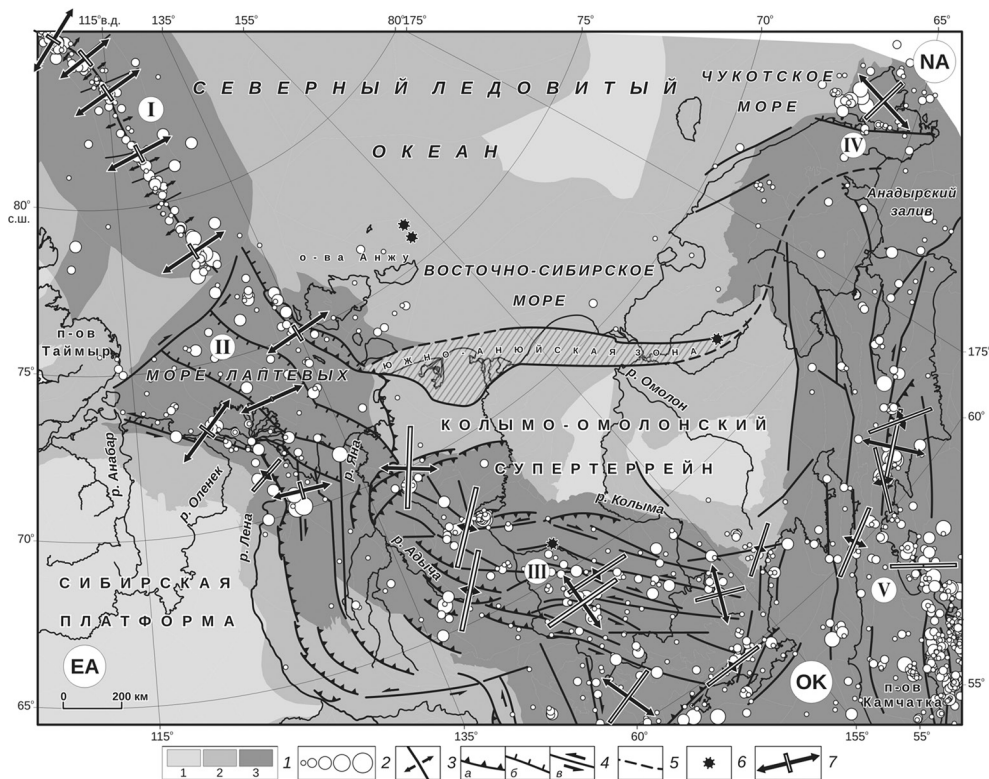 115°в.д.
135°
155°
80°175°
70°
65°
NA
ЧУКОТСКОЕ
МОРЕ
СЕВЕРНЫЙ ЛЕДОВИТЫЙ
ОКЕАН
I
IV
Анадырский
залив
80°
с.ш.
о-ва Анжу
ВОСТОЧНО-СИБИРСКОЕ
МОРЕ
п-ов
Таймыр
II
ЮЖНО-АНЮЙСКАЯ ЗОНА
175°
75°
МОРЕ ЛАПТЕВЫХ
р. Омолон
60°
КОЛЫМО-ОМОЛОНСКИЙ
СУПЕРТЕРРЕЙН
р. Анабар
р. Оленек
р. Яна
р. Лена
р. Колыма
70°
р. Адыча
III
V
СИБИРСКАЯ
ПЛАТФОРМА
EA
OK
0 200 км
п-ов
Камчатка
55°
65°
115°
135°
60°
155°
55°
1 2 3 1 2 3 а б в 4 5 6 7